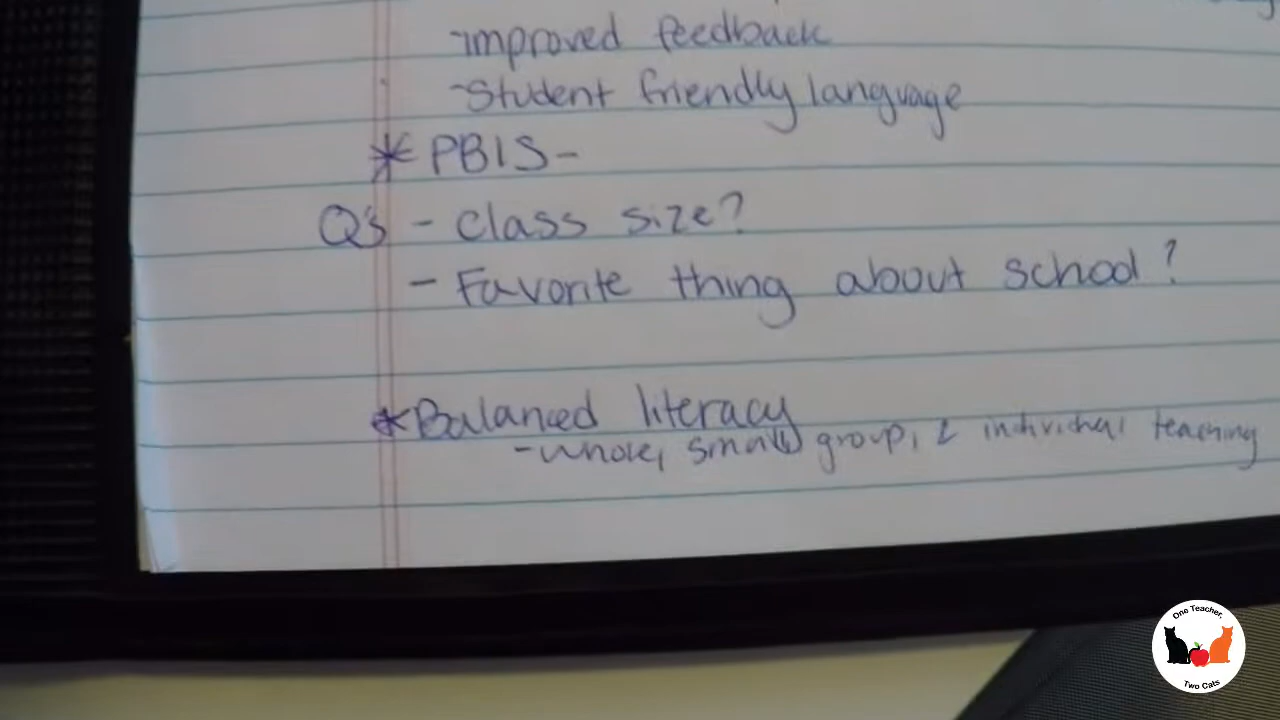 -improved feedback
-Student friendly language
* PBIS-
Q's - Class size?
- Favorite thing about school?
*Balanced literacy
-whole, small group, & individual teaching
One Teacher,
Two Cats